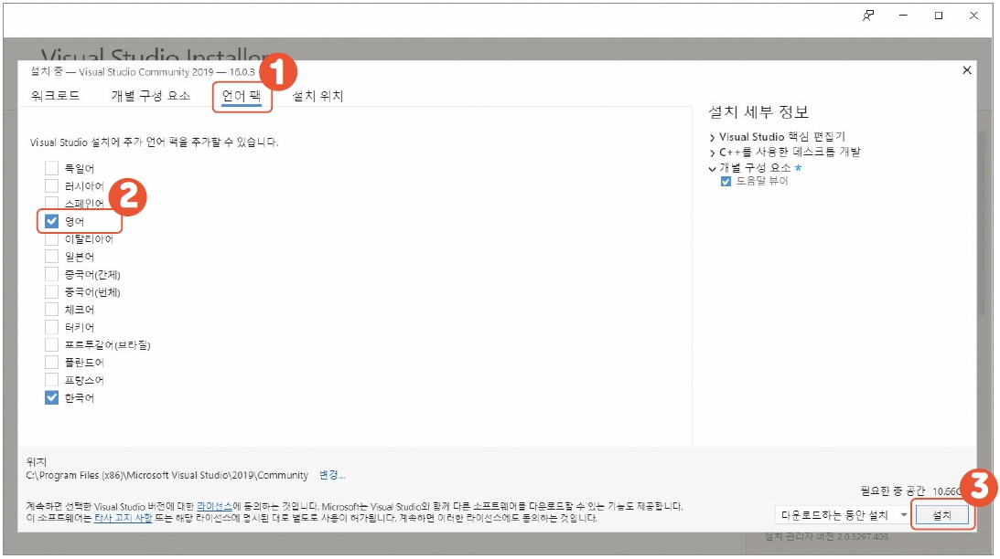 Visual Studio Installer
설치 중 — Visual Studio Community 2019 — 16.0.3
1
워크로드 개별 구성 요소 언어 팩 설치 위치
Visual Studio 설치에 추가 언어 팩을 추가할 수 있습니다.
독일어
러시아어
2
스페인어
영어
이탈리아어
일본어
중국어(간체)
중국어(번체)
체코어
터키어
포르투갈어(브라질)
폴란드어
프랑스어
한국어
설치 세부 정보
Visual Studio 핵심 편집기
C++를 사용한 데스크톱 개발
개별 구성 요소 *
도움말 뷰어
위치
C:\Program Files (x86)\Microsoft Visual Studio\2019\Community 변경...
계속하면 선택한 Visual Studio 버전에 대한 라이선스에 동의하는 것입니다. Microsoft는 Visual Studio와 함께 다른 소프트웨어를 다운로드할 수 있는 기능도 제공합니다.
이 소프트웨어는 타사 고지 사항 또는 해당 라이선스에 명시된 대로 별도로 사용이 허가됩니다. 계속하면 이러한 라이선스에도 동의하는 것입니다.
3
필요한 총 공간 10.66G
다운로드하는 동안 설치 설치
설치 관리자 버전 2.0.3297.403